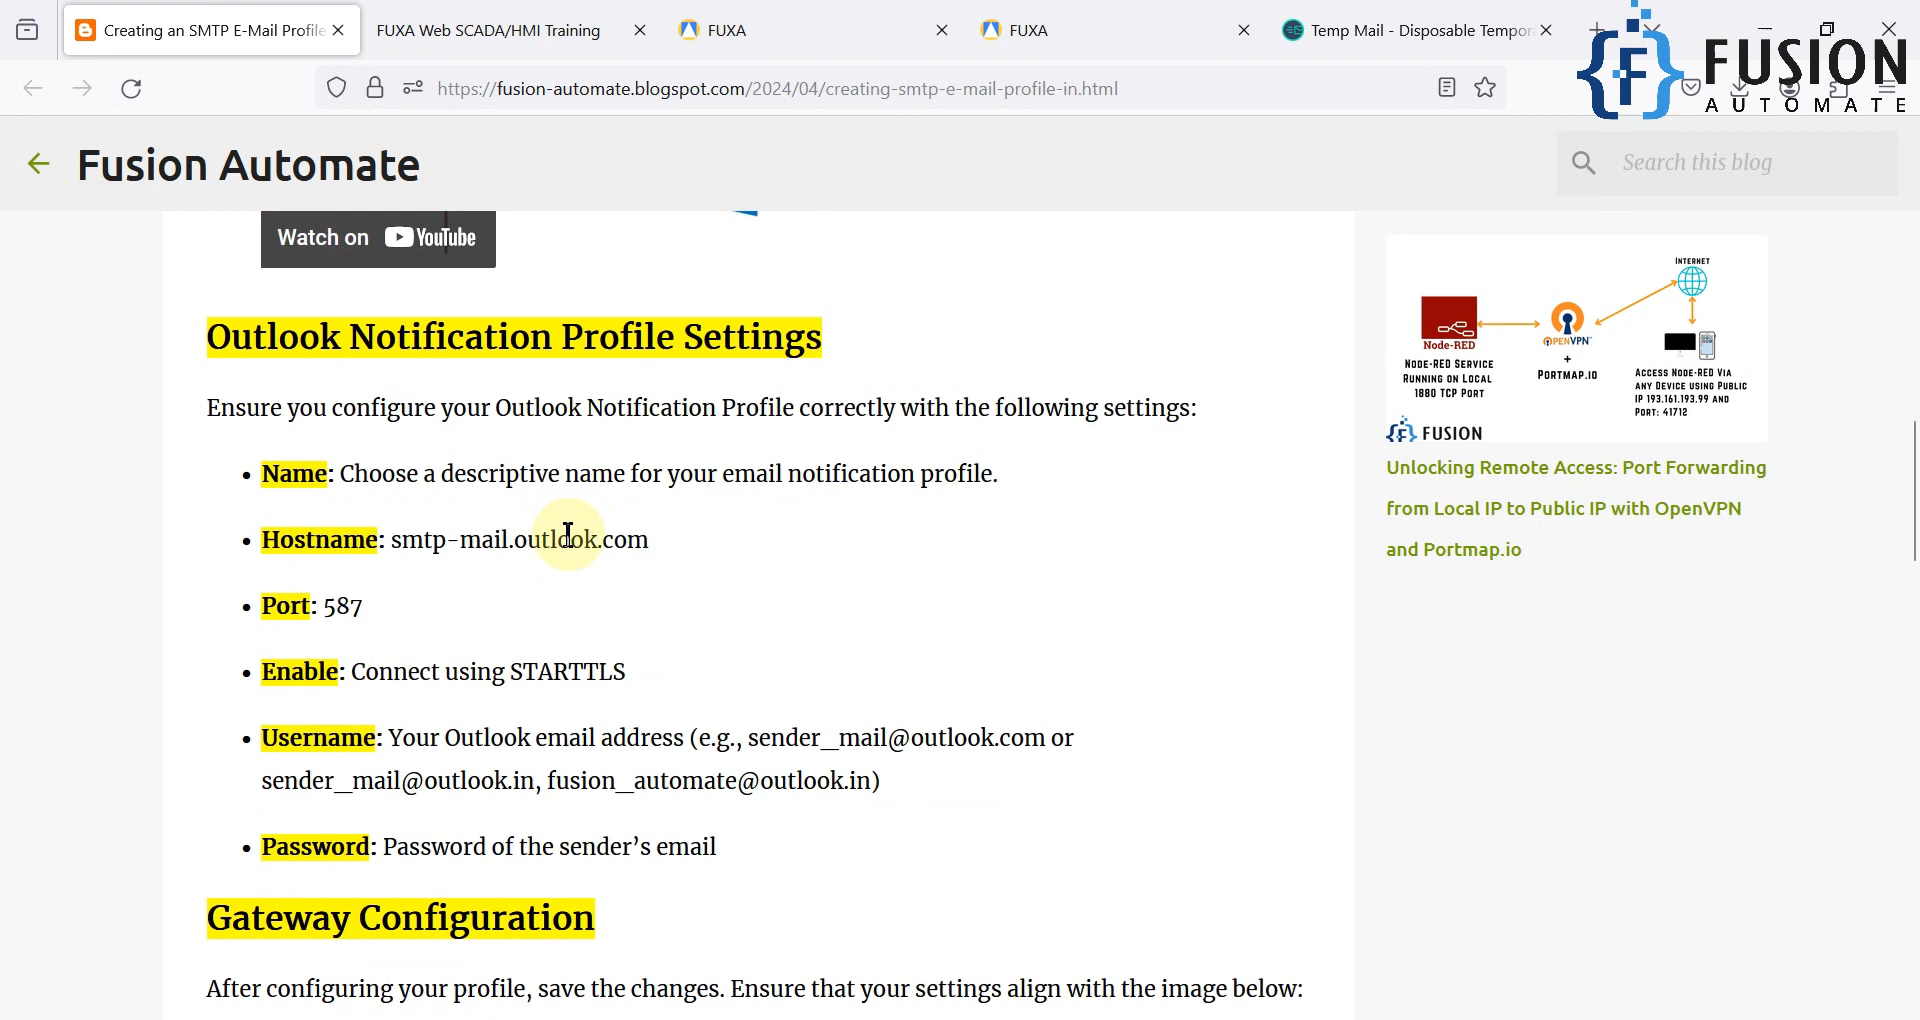 Creating an SMTP E-Mail Profile
FUXA Web SCADA/HMI Training
FUXA
FUXA
Temp Mail - Disposable Tempor
FUSION
AUTOMATE
https://fusion-automate.blogspot.com/2024/04/creating-smtp-e-mail-profile-in.html
Fusion Automate
Search this blog
Watch on YouTube
Outlook Notification Profile Settings
Ensure you configure your Outlook Notification Profile correctly with the following settings:
• Name: Choose a descriptive name for your email notification profile.
• Hostname: smtp-mail.outlook.com
• Port: 587
• Enable: Connect using STARTTLS
• Username: Your Outlook email address (e.g., sender_mail@outlook.com or
sender_mail@outlook.in, fusion_automate@outlook.in)
• Password: Password of the sender’s email
Gateway Configuration
After configuring your profile, save the changes. Ensure that your settings align with the image below:
INTERNET
Node-RED
OPENVPN
NODE-RED SERVICE
RUNNING ON LOCAL
1880 TCP PORT
+
PORTMAP.IO
ACCESS NODE-RED VIA
ANY DEVICE USING PUBLIC
IP 193.161.193.99 AND
PORT: 41712
FUSION
Unlocking Remote Access: Port Forwarding
from Local IP to Public IP with OpenVPN
and Portmap.io